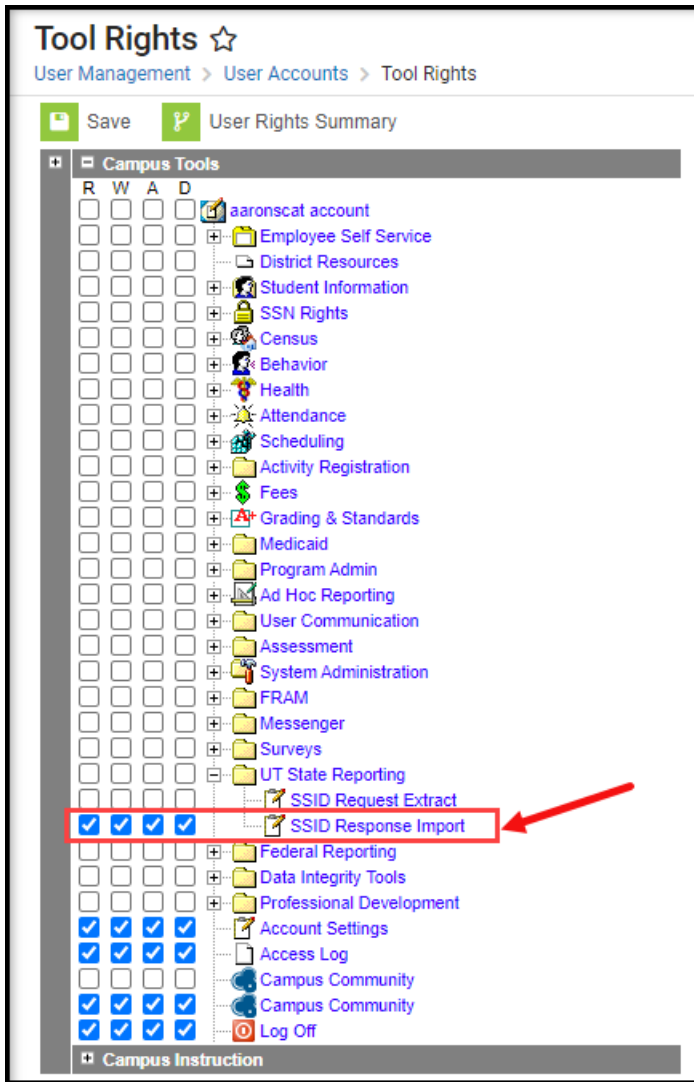 Tool Rights
User Management > User Accounts > Tool Rights
Save User Rights Summary
Campus Tools
R W A D
aaronscat account
Employee Self Service
District Resources
Student Information
SSN Rights
Census
Behavior
Health
Attendance
Scheduling
Activity Registration
Fees
Grading & Standards
Medicaid
Program Admin
Ad Hoc Reporting
User Communication
Assessment
System Administration
FRAM
Messenger
Surveys
UT State Reporting
SSID Request Extract
SSID Response Import
Federal Reporting
Data Integrity Tools
Professional Development
Account Settings
Access Log
Campus Community
Campus Community
Log Off
Campus Instruction